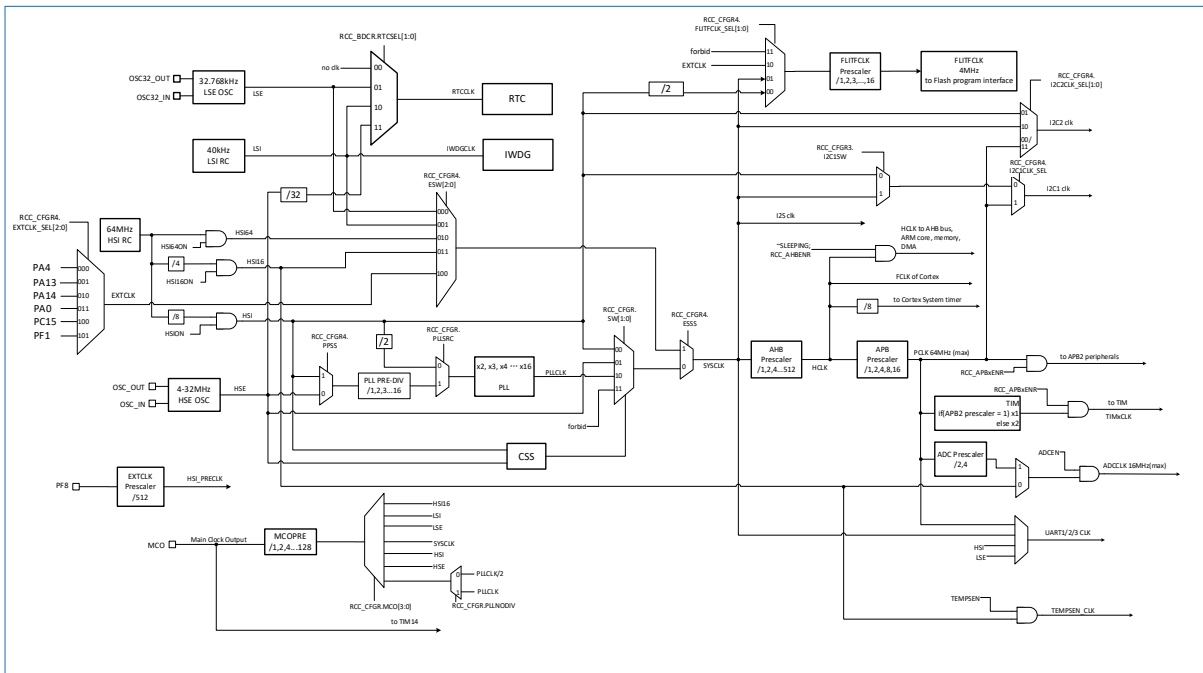 RCC_CFGR4.
FLITFCLK_SEL[1:0]
RCC_BDCR.RTCSEL[1:0]
forbid
11
EXTCLK
10
01
00
FLITFCLK
Prescaler
/1,2,3,...,16
FLITFCLK
4MHz
to Flash program interface
no clk
00
01
10
11
OSC32_OUT
OSC32_IN
32.768kHz
LSE OSC
LSE
RTCCLK
RTC
/2
RCC_CFGR4.
I2C2CLK_SEL[1:0]
01
10
00/
11
I2C2 clk
40kHz
LSI RC
LSI
IWDGCLK
IWDG
RCC_CFGR3.
I2C1SW
0
1
RCC_CFGR4.
I2C1CLK_SEL
0
1
I2C1 clk
/32
RCC_CFGR4.
ESW[2:0]
000
001
010
011
100
I2S clk
RCC_CFGR4.
EXTCLK_SEL[2:0]
64MHz
HSI RC
HSI64ON
HSI64
/4
HSI16ON
HSI16
/8
HSION
HSI
PA4
PA13
PA14
PA0
PC15
PF1
000
001
010
011
100
101
EXTCLK
~SLEEPING;
RCC_AHBENR
HCLK to AHB bus,
ARM core, memory,
DMA
FCLK of Cortex
/8
to Cortex System timer
RCC_CFGR4.
PPSS
1
0
/2
RCC_CFGR.
PLLSRC
0
1
RCC_CFGR.
SW[1:0]
00
01
10
11
RCC_CFGR4.
ESSS
1
0
SYSCLK
AHB
Prescaler
/1,2,4...512
HCLK
APB
Prescaler
/1,2,4,8,16
PCLK 64MHz (max)
to APB2 peripherals
RCC_APBxENR
OSC_OUT
OSC_IN
4-32MHz
HSE OSC
HSE
PLL PRE-DIV
/1,2,3...16
x2, x3, x4 ··· x16
PLL
PLLCLK
forbid
RCC_APBxENR
TIM
if(APB2 prescaler = 1) x1
else x2
to TIM
TIMxCLK
CSS
ADC Prescaler
/2,4
1
0
ADCEN
ADCCLK 16MHz(max)
PF8
EXTCLK
Prescaler
/512
HSI_PRECLK
HSI16
LSI
LSE
SYSCLK
HSI
HSE
MCO
Main Clock Output
MCOPRE
/1,2,4...128
0
1
PLLCLK/2
PLLCLK
RCC_CFGR.MCO[3:0]
RCC_CFGR.PLLNODIV
HSI
LSE
UART1/2/3 CLK
to TIM14
TEMPSEN
TEMPSEN_CLK